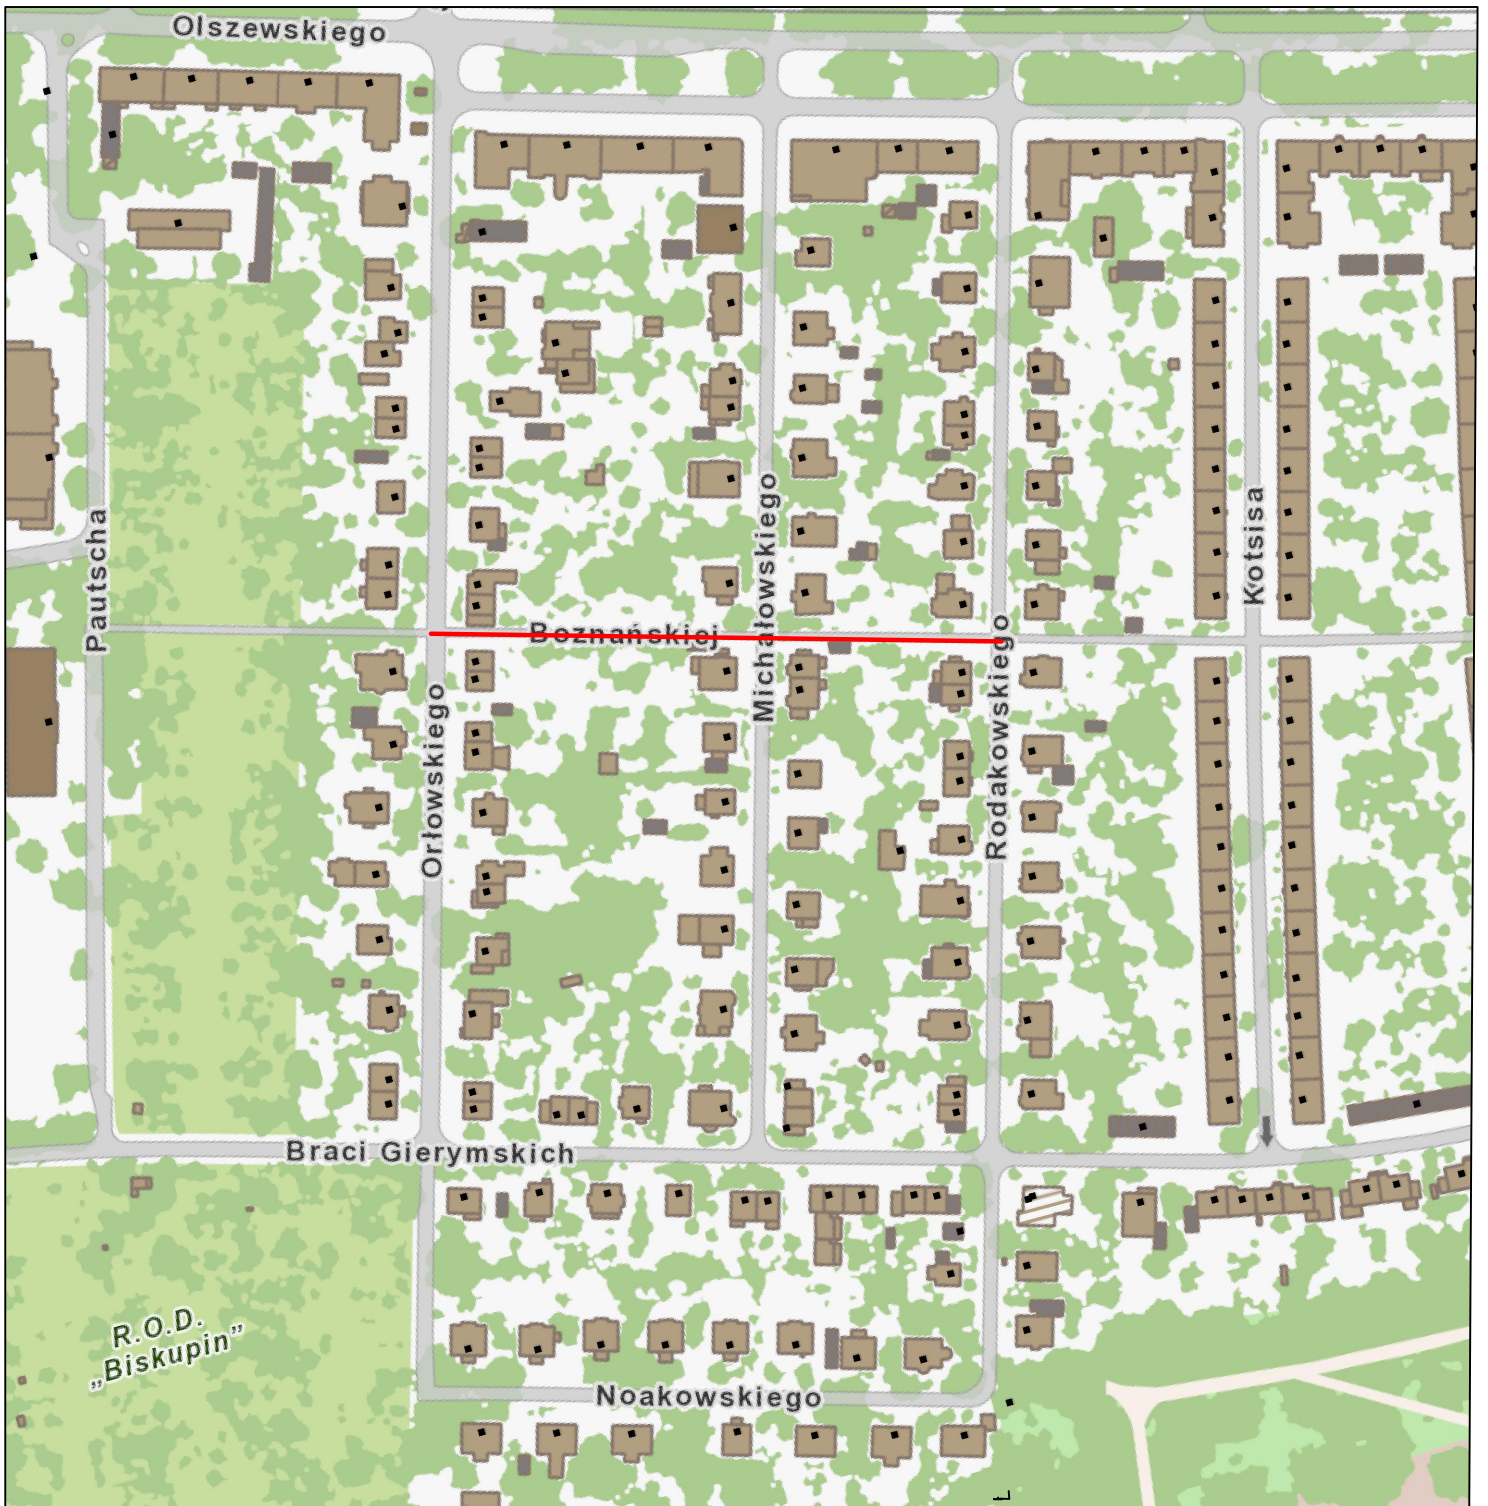 Olszewskiego
Pautscha
Boznańskiej
Michałowskiego
Kotsisa
Orłowskiego
Rodakowskiego
Braci Gierymskich
R.O.D.
„Biskupin”
Noakowskiego